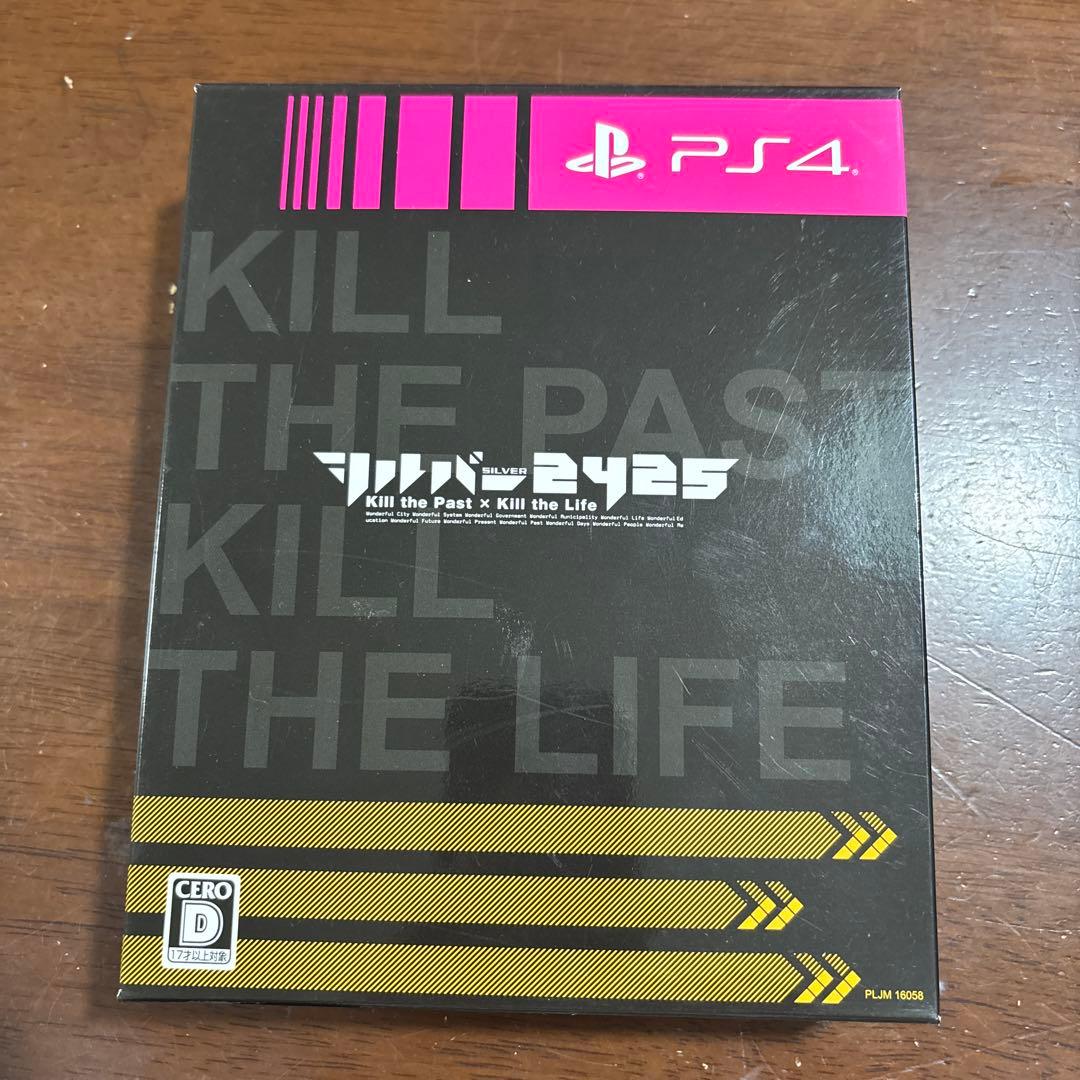 PS4
KILL
THE PAST
シルバー SILVER 2425
Kill the Past × Kill the Life
Wonderful City Wonderful System Wonderful Government Wonderful Municipality Wonderful Life Wonderful Ed
ucation Wonderful Future Wonderful Present Wonderful Past Wonderful Days Wonderful People Wonderful Me
KILL
THE LIFE
CERO
D
17才以上対象
PLJM 16058